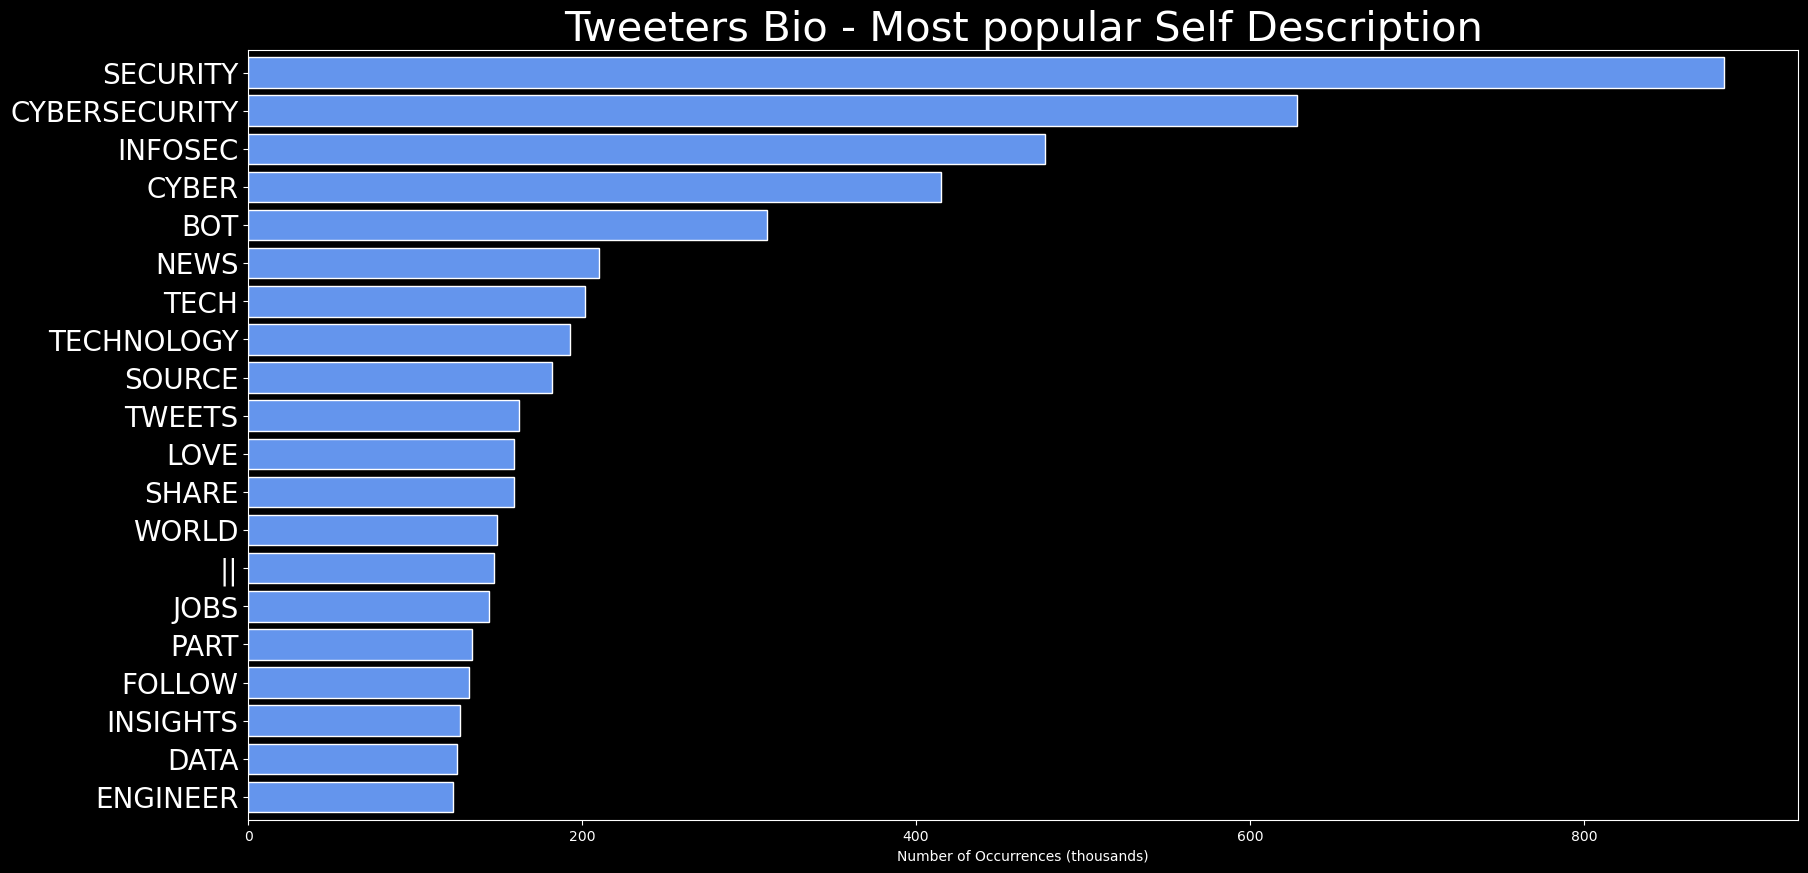 Tweeters Bio - Most popular Self Description
SECURITY
CYBERSECURITY
INFOSEC
CYBER
BOT
NEWS
TECH
TECHNOLOGY
SOURCE
TWEETS
LOVE
SHARE
WORLD
||
JOBS
PART
FOLLOW
INSIGHTS
DATA
ENGINEER
0 200 400 600 800
Number of Occurrences (thousands)